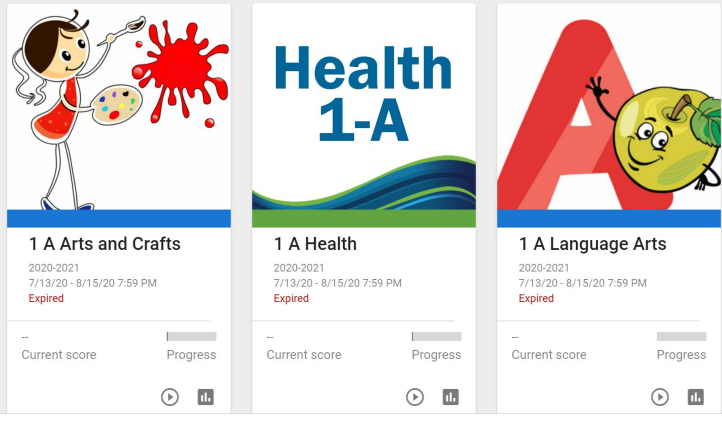 Health
1-A
A
1 A Arts and Crafts
2020-2021
7/13/20 - 8/15/20 7:59 PM
Expired
--
Current score
Progress
1 A Health
2020-2021
7/13/20 - 8/15/20 7:59 PM
Expired
--
Current score
Progress
1 A Language Arts
2020-2021
7/13/20 - 8/15/20 7:59 PM
Expired
--
Current score
Progress